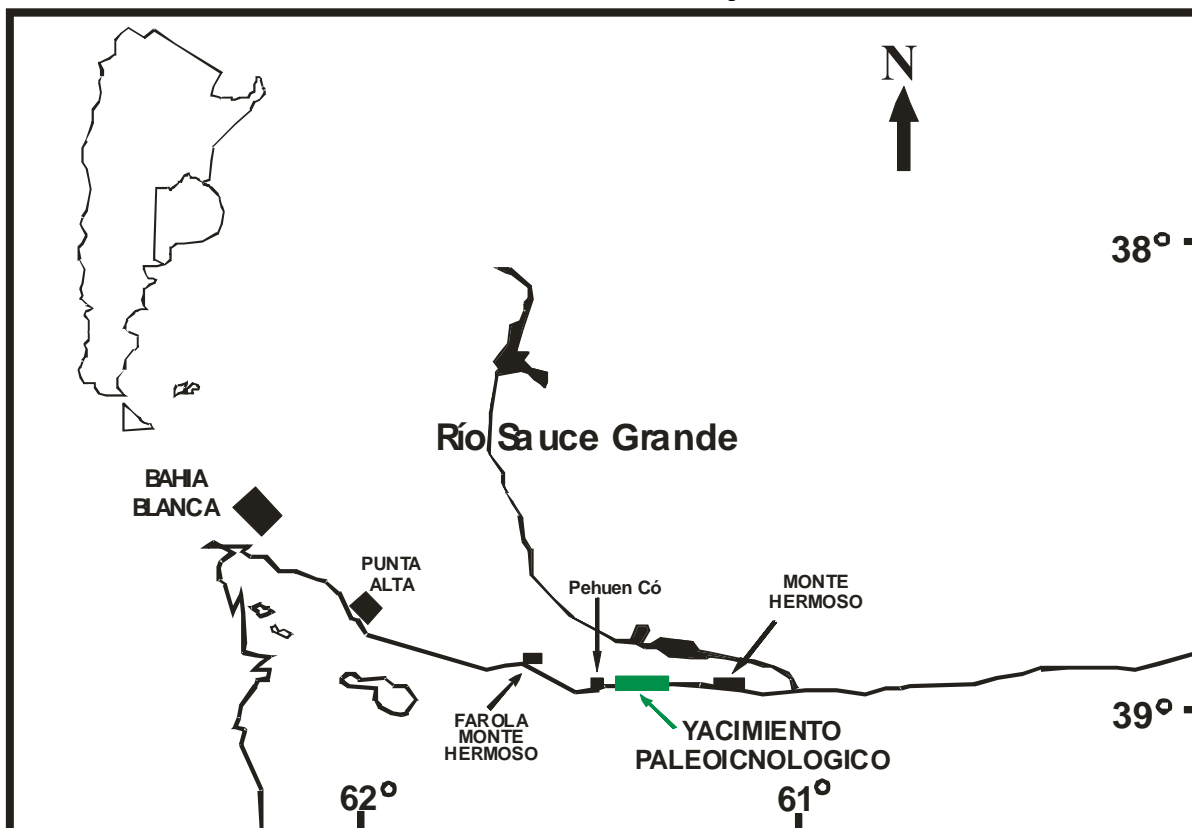 N
38°
Río Sauce Grande
BAHIA
BLANCA
PUNTA
ALTA
Pehuen Có
MONTE
HERMOSO
FAROLA
MONTE
HERMOSO
YACIMIENTO
PALEOICNOLOGICO
39°
62°
61°